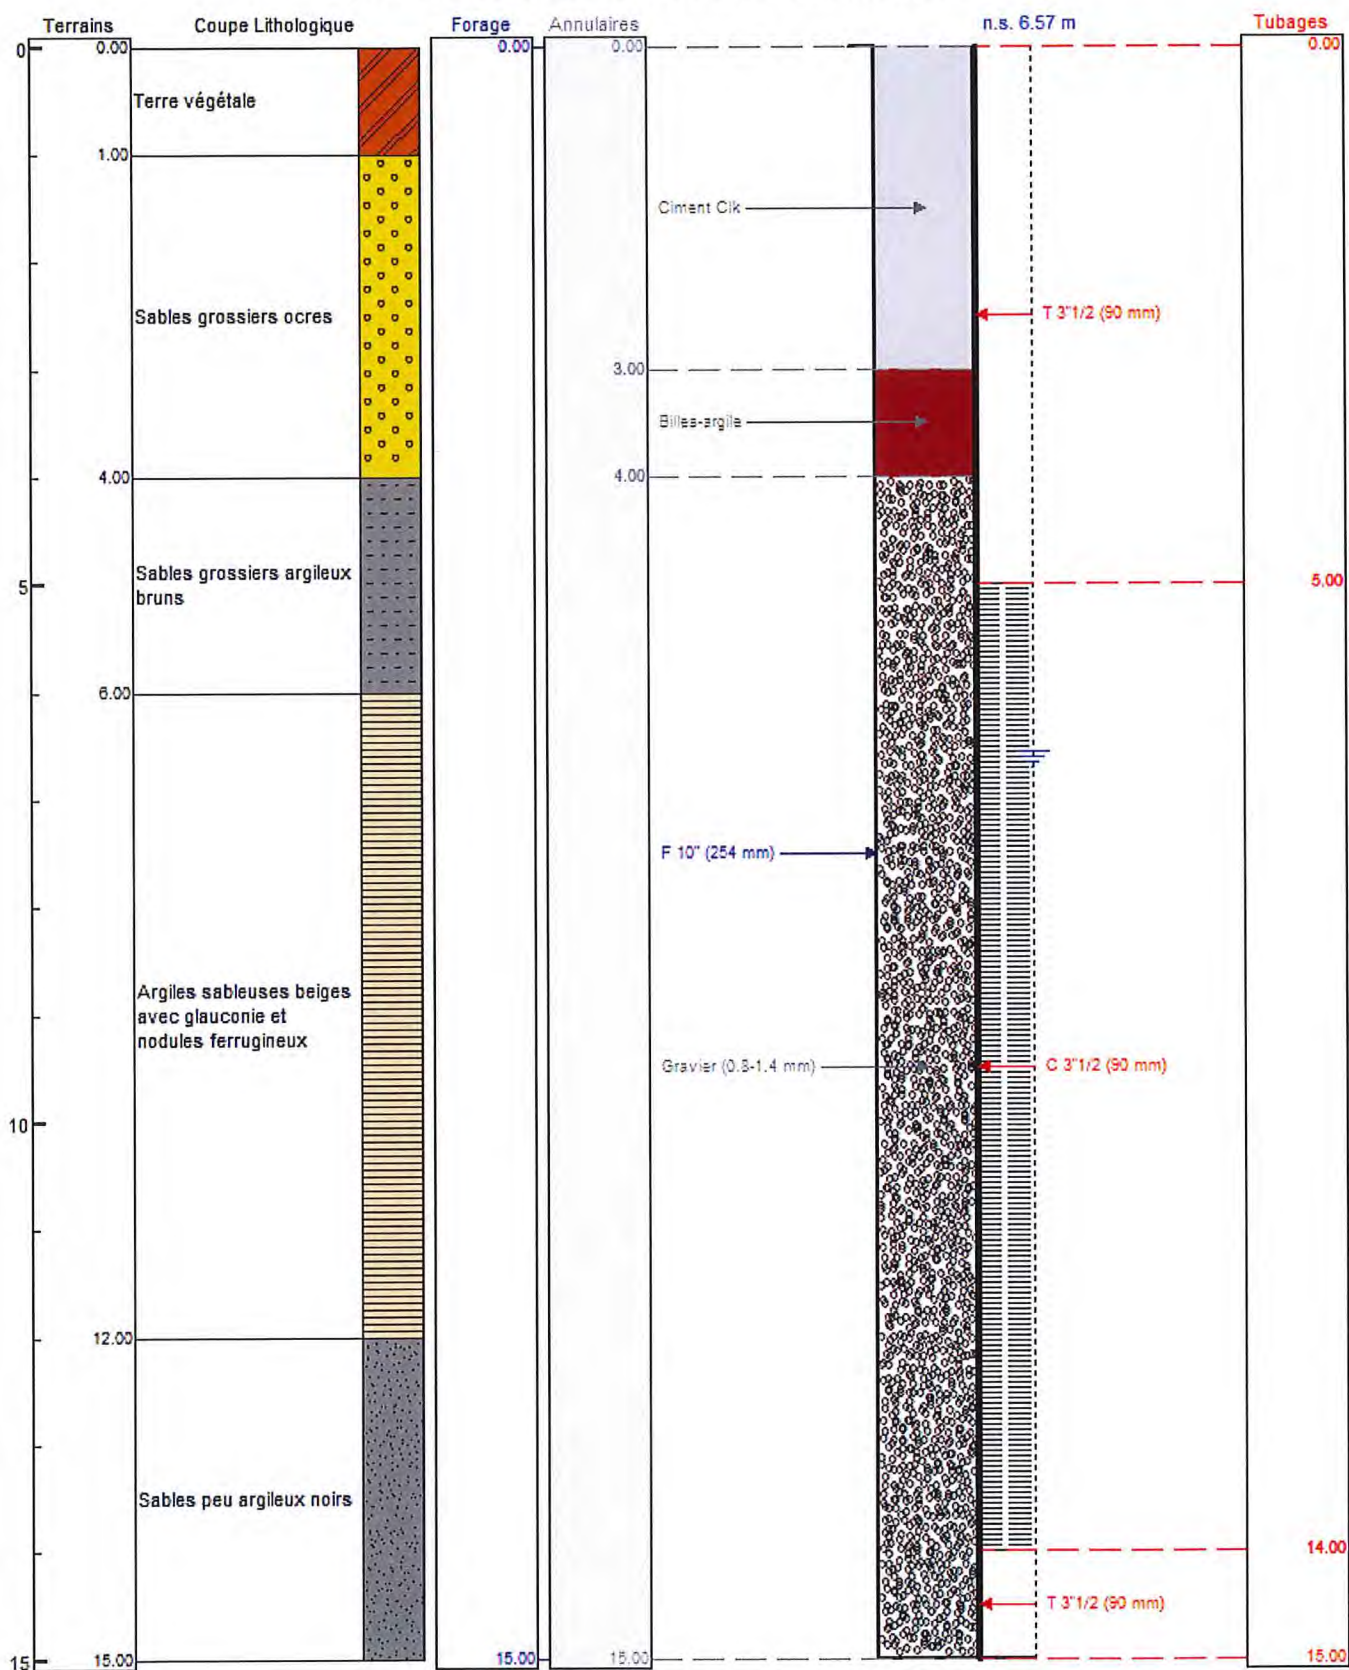 Terrains Coupe Lithologique Forage Annulaires n.s. 6.57 m Tubages
0 0.00 0.00 0.00 0.00
Terre végétale
1.00
Ciment Clk
Sables grossiers ocres T 3"1/2 (90 mm)
3.00
Billes-argile
4.00 4.00
Sables grossiers argileux
bruns
5 5.00
6.00
F 10" (254 mm)
Argiles sableuses beiges
avec glauconie et
nodules ferrugineux
Gravier (0.8-1.4 mm) C 3"1/2 (90 mm)
10
12.00
Sables peu argileux noirs
14.00
T 3"1/2 (90 mm)
15 15.00 15.00 15.00 15.00